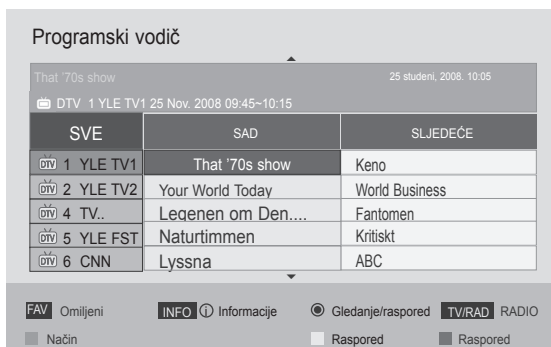 Programski vodič
That '70s show 25 studeni, 2008. 10:05
DTV 1 YLE TV1 25 Nov. 2008 09:45~10:15
SVE SAD SLJEDEĆE
DTV 1 YLE TV1 That '70s show Keno
DTV 2 YLE TV2 Your World Today World Business
DTV 4 TV.. Legenen om Den.... Fantomen
DTV 5 YLE FST Naturtimmen Kritiskt
DTV 6 CNN Lyssna ABC
FAV Omiljeni INFO i Informacije Gledanje/raspored TV/RAD RADIO
Način Raspored Raspored